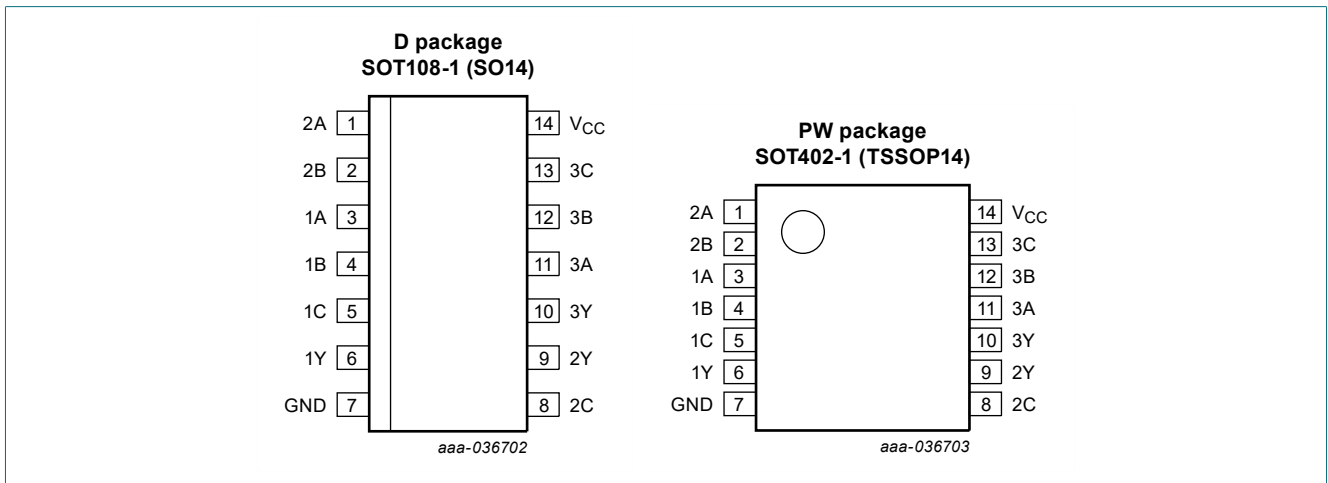 D package
SOT108-1 (SO14)
2A 1 14 VCC
2B 2 13 3C
1A 3 12 3B
1B 4 11 3A
1C 5 10 3Y
1Y 6 9 2Y
GND 7 8 2C
aaa-036702
PW package
SOT402-1 (TSSOP14)
2A 1 14 VCC
2B 2 13 3C
1A 3 12 3B
1B 4 11 3A
1C 5 10 3Y
1Y 6 9 2Y
GND 7 8 2C
aaa-036703